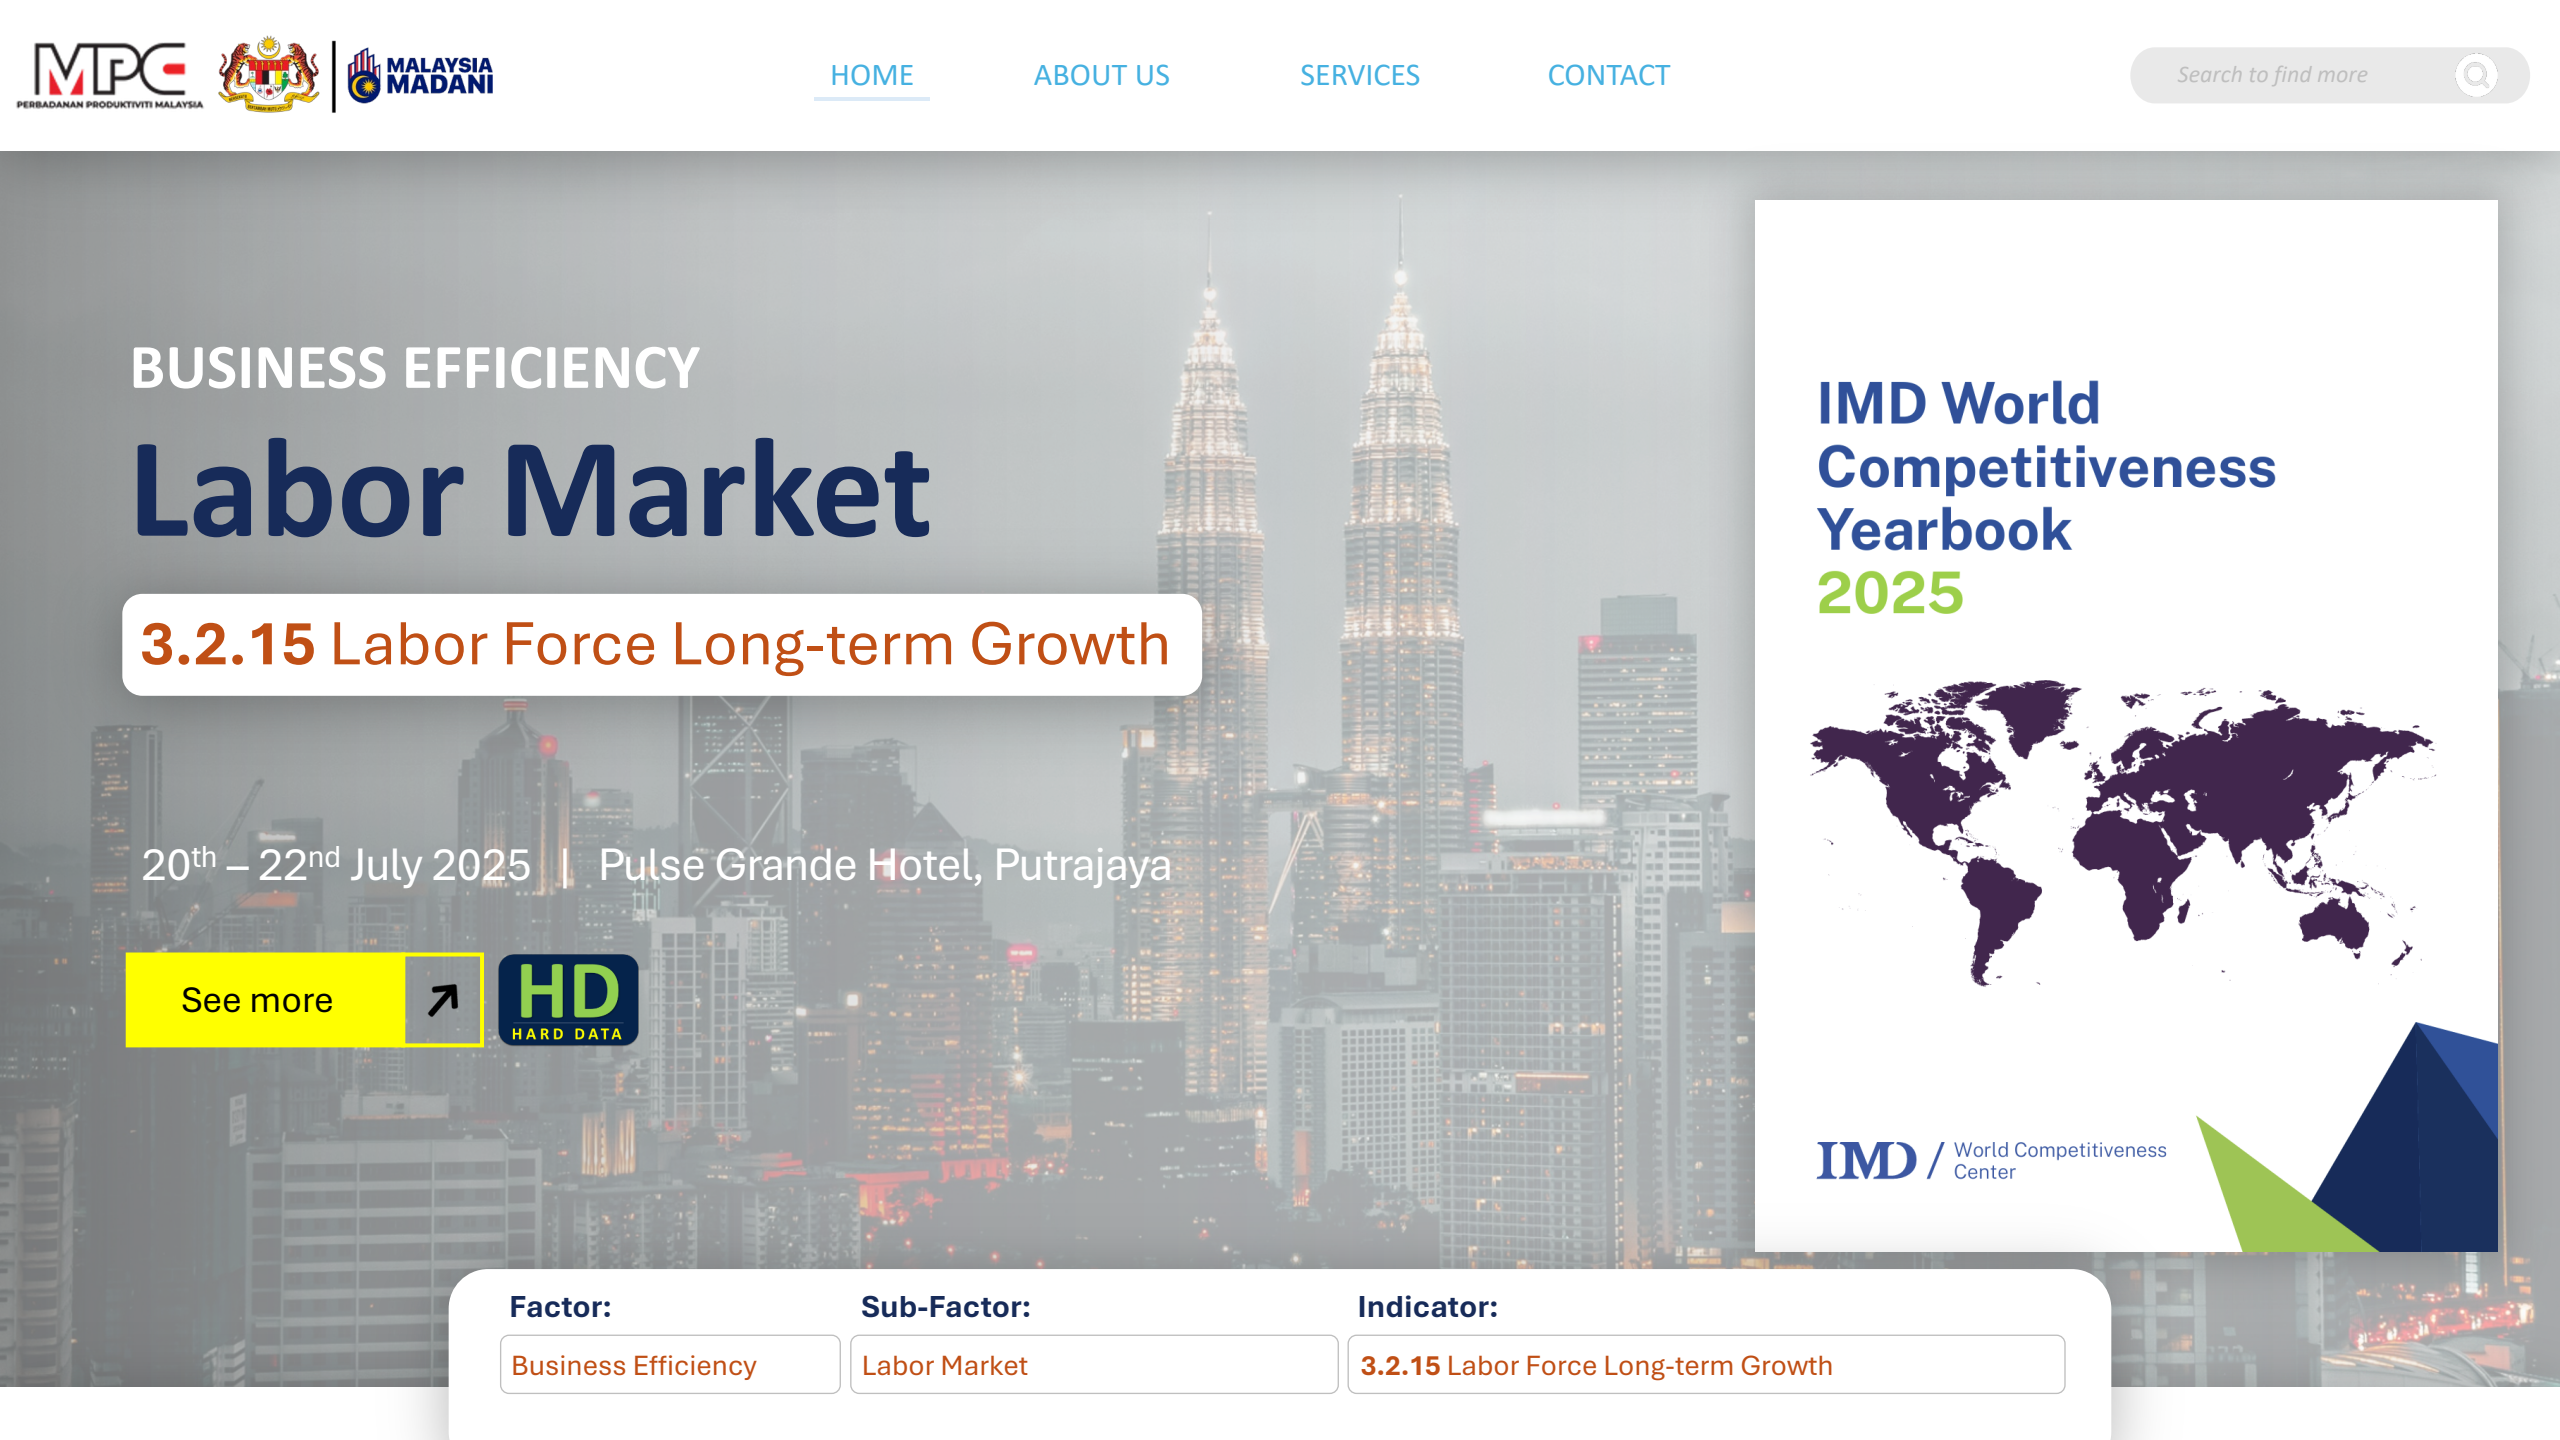 MPC
PERBADANAN PRODUKTIVITI MALAYSIA
MALAYSIA
MADANI
HOME
ABOUT US
SERVICES
CONTACT
Search to find more
BUSINESS EFFICIENCY
Labor Market
3.2.15 Labor Force Long-term Growth
20th – 22nd July 2025 | Pulse Grande Hotel, Putrajaya
See more
HD
HARD DATA
IMD World
Competitiveness
Yearbook
2025
IMD / World Competitiveness
Center
Factor:
Sub-Factor:
Indicator:
Business Efficiency
Labor Market
3.2.15 Labor Force Long-term Growth